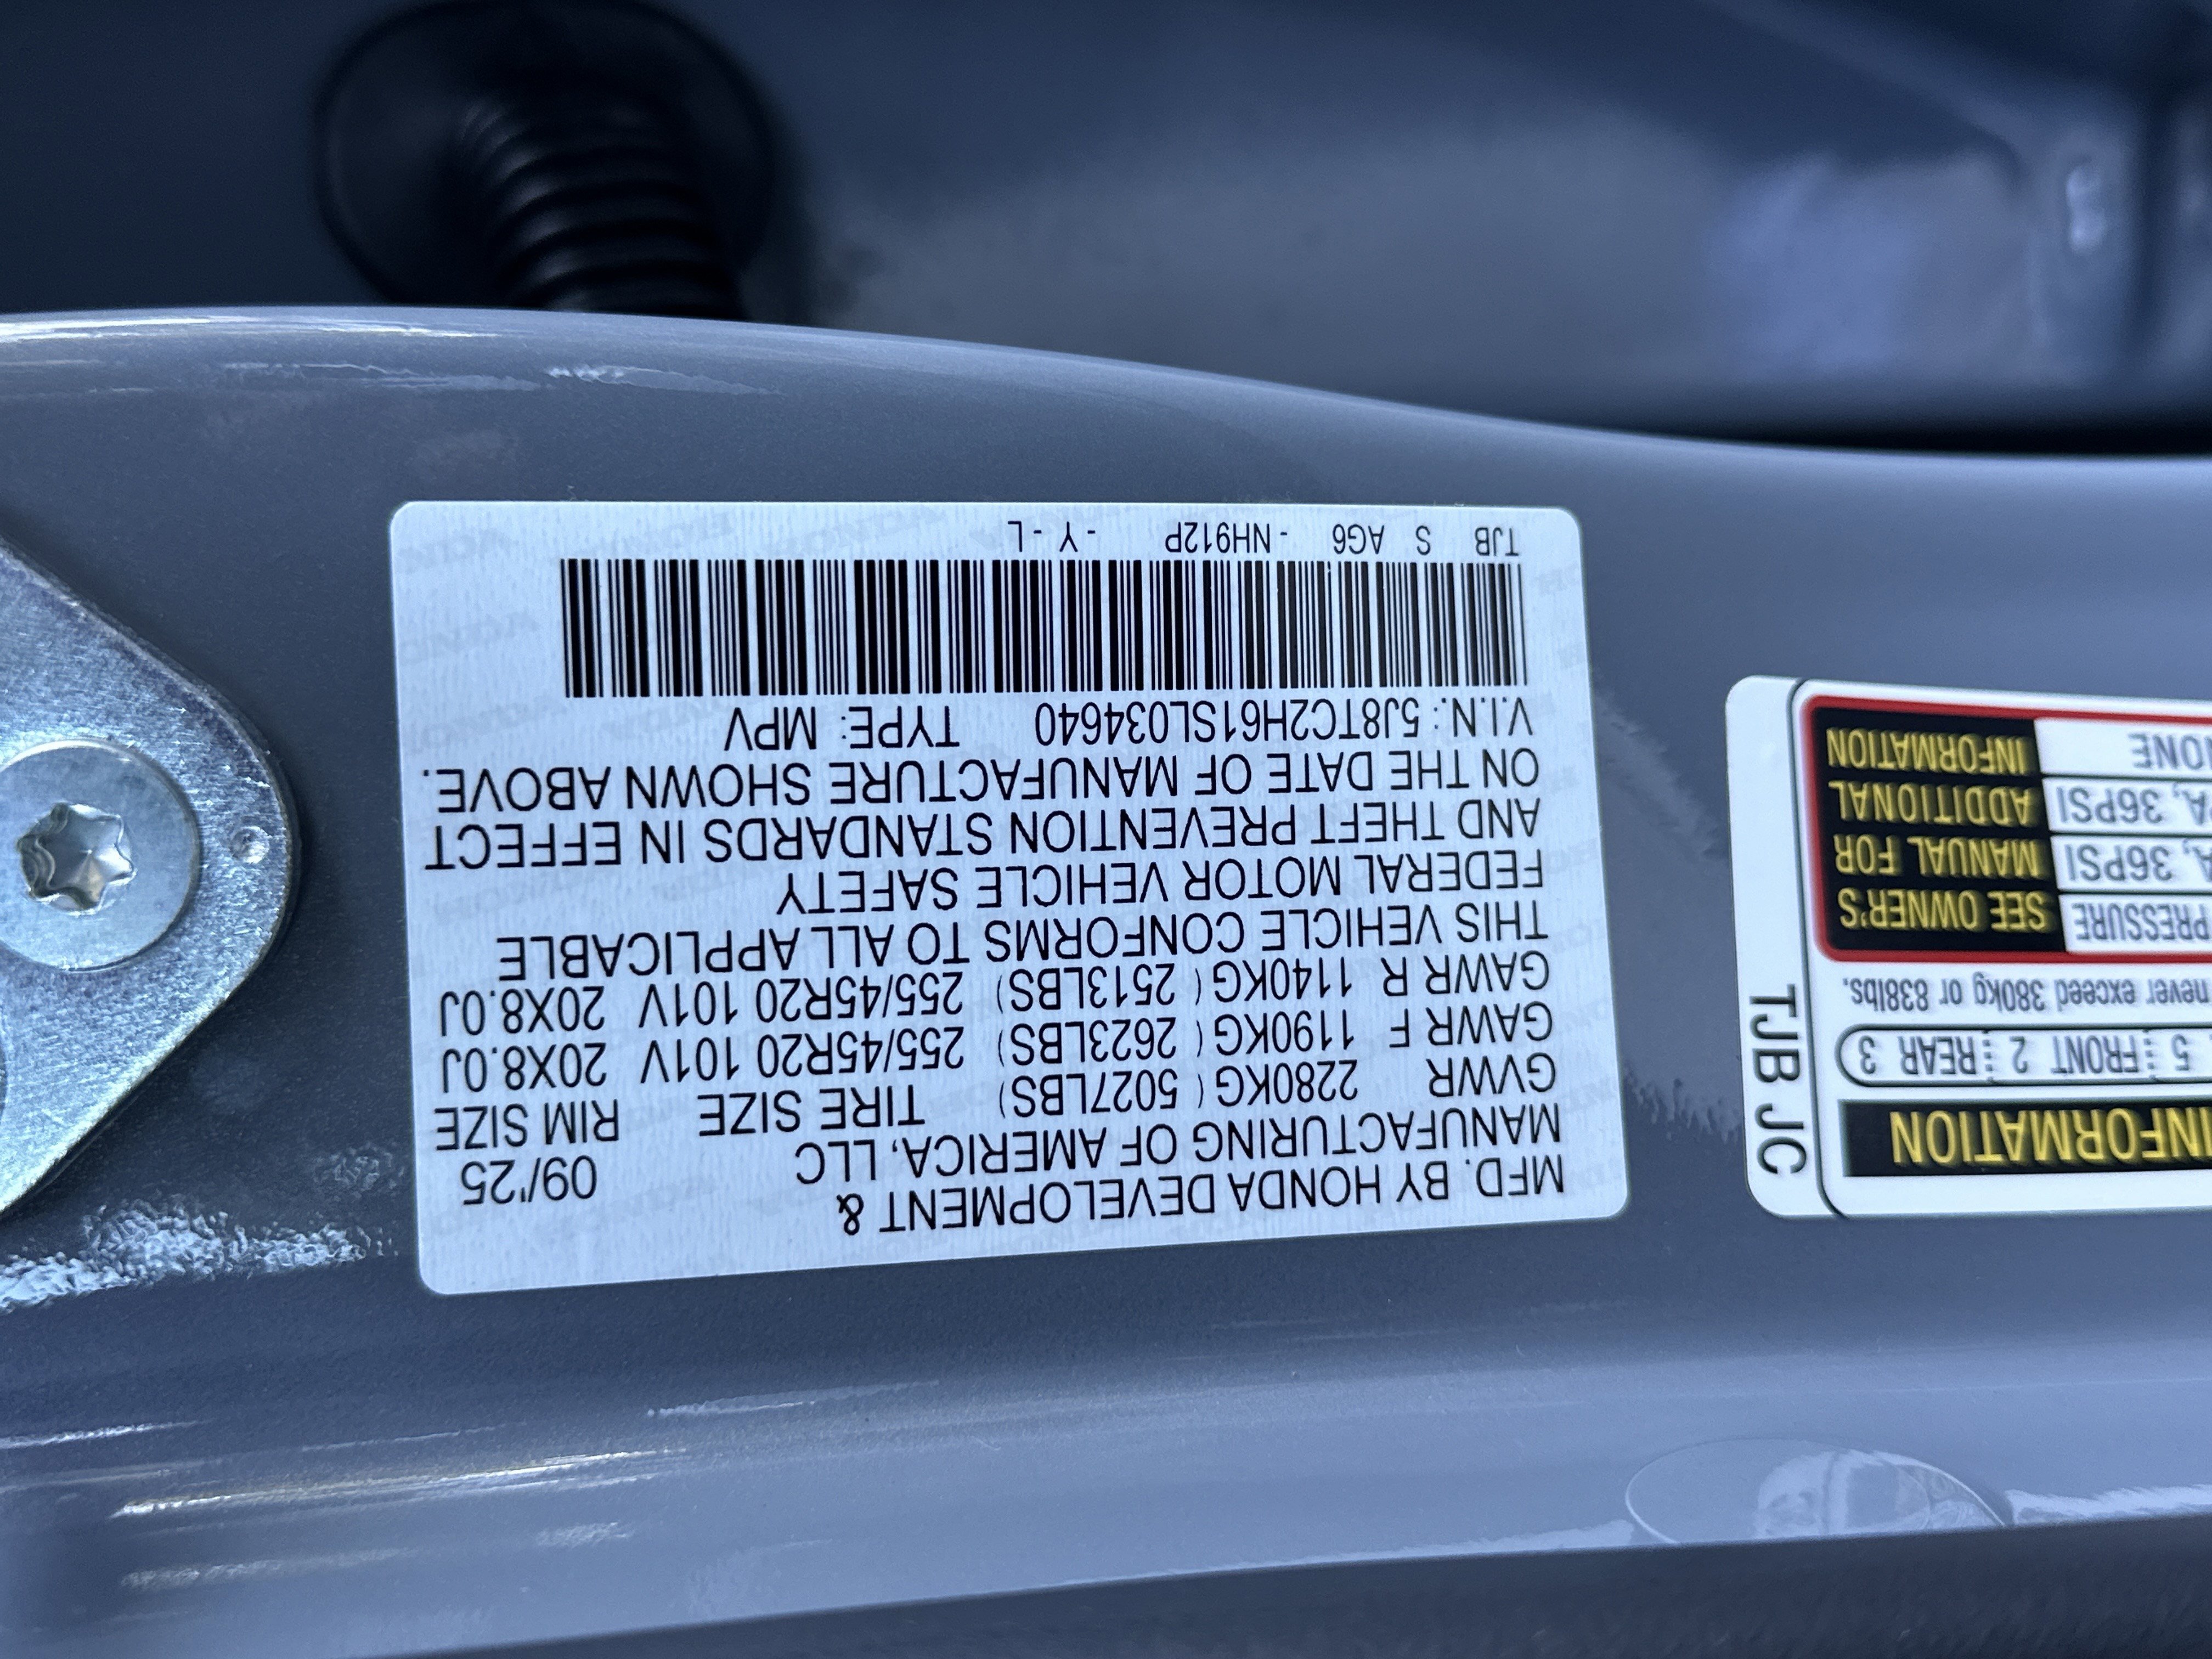 MFD. BY HONDA DEVELOPMENT &
MANUFACTURING OF AMERICA, LLC 09/'25
GVWR 2280KG ( 5027LBS) TIRE SIZE RIM SIZE
GAWR F 1190KG ( 2623LBS) 255/45R20 101V 20X8.0J
GAWR R 1140KG ( 2513LBS) 255/45R20 101V 20X8.0J
THIS VEHICLE CONFORMS TO ALL APPLICABLE
FEDERAL MOTOR VEHICLE SAFETY
AND THEFT PREVENTION STANDARDS IN EFFECT
ON THE DATE OF MANUFACTURE SHOWN ABOVE.
V.I.N.: 5J8TC2H61SL034640 TYPE: MPV
TJB S AG6 - NH912P - Y - L
INFORMATION
5 FRONT 2 REAR 3
never exceed 380kg or 838lbs.
PRESSURE
A, 36PSI
A, 36PSI
NONE
SEE OWNER'S
MANUAL FOR
ADDITIONAL
INFORMATION
TJB JC